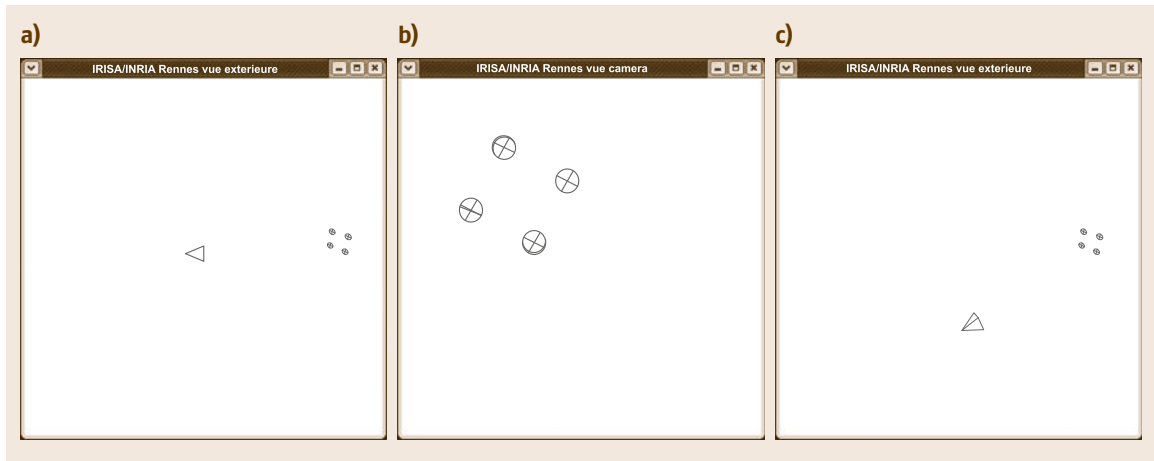 a)
b)
c)
IRISA/INRIA Rennes vue exterieure
IRISA/INRIA Rennes vue camera
IRISA/INRIA Rennes vue exterieure